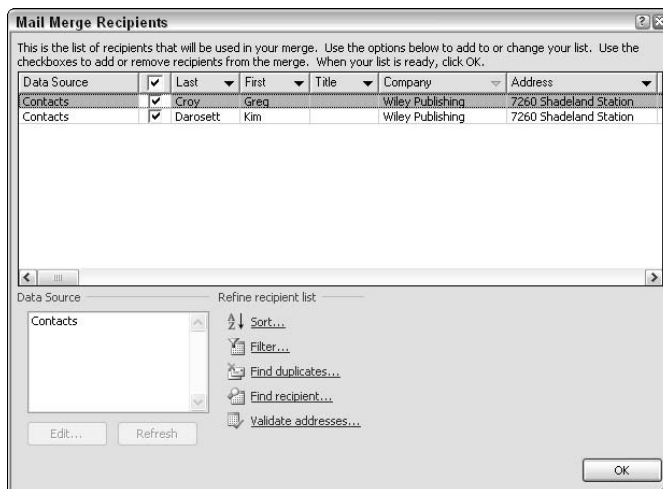 Mail Merge Recipients
This is the list of recipients that will be used in your merge. Use the options below to add to or change your list. Use the
checkboxes to add or remove recipients from the merge. When your list is ready, click OK.
Data Source Last First Title Company Address
Contacts Croy Greg Wiley Publishing 7260 Shadeland Station
Contacts Darosett Kim Wiley Publishing 7260 Shadeland Station
Data Source Refine recipient list
Contacts
Sort...
Filter...
Find duplicates...
Find recipient...
Validate addresses...
Edit... Refresh
OK